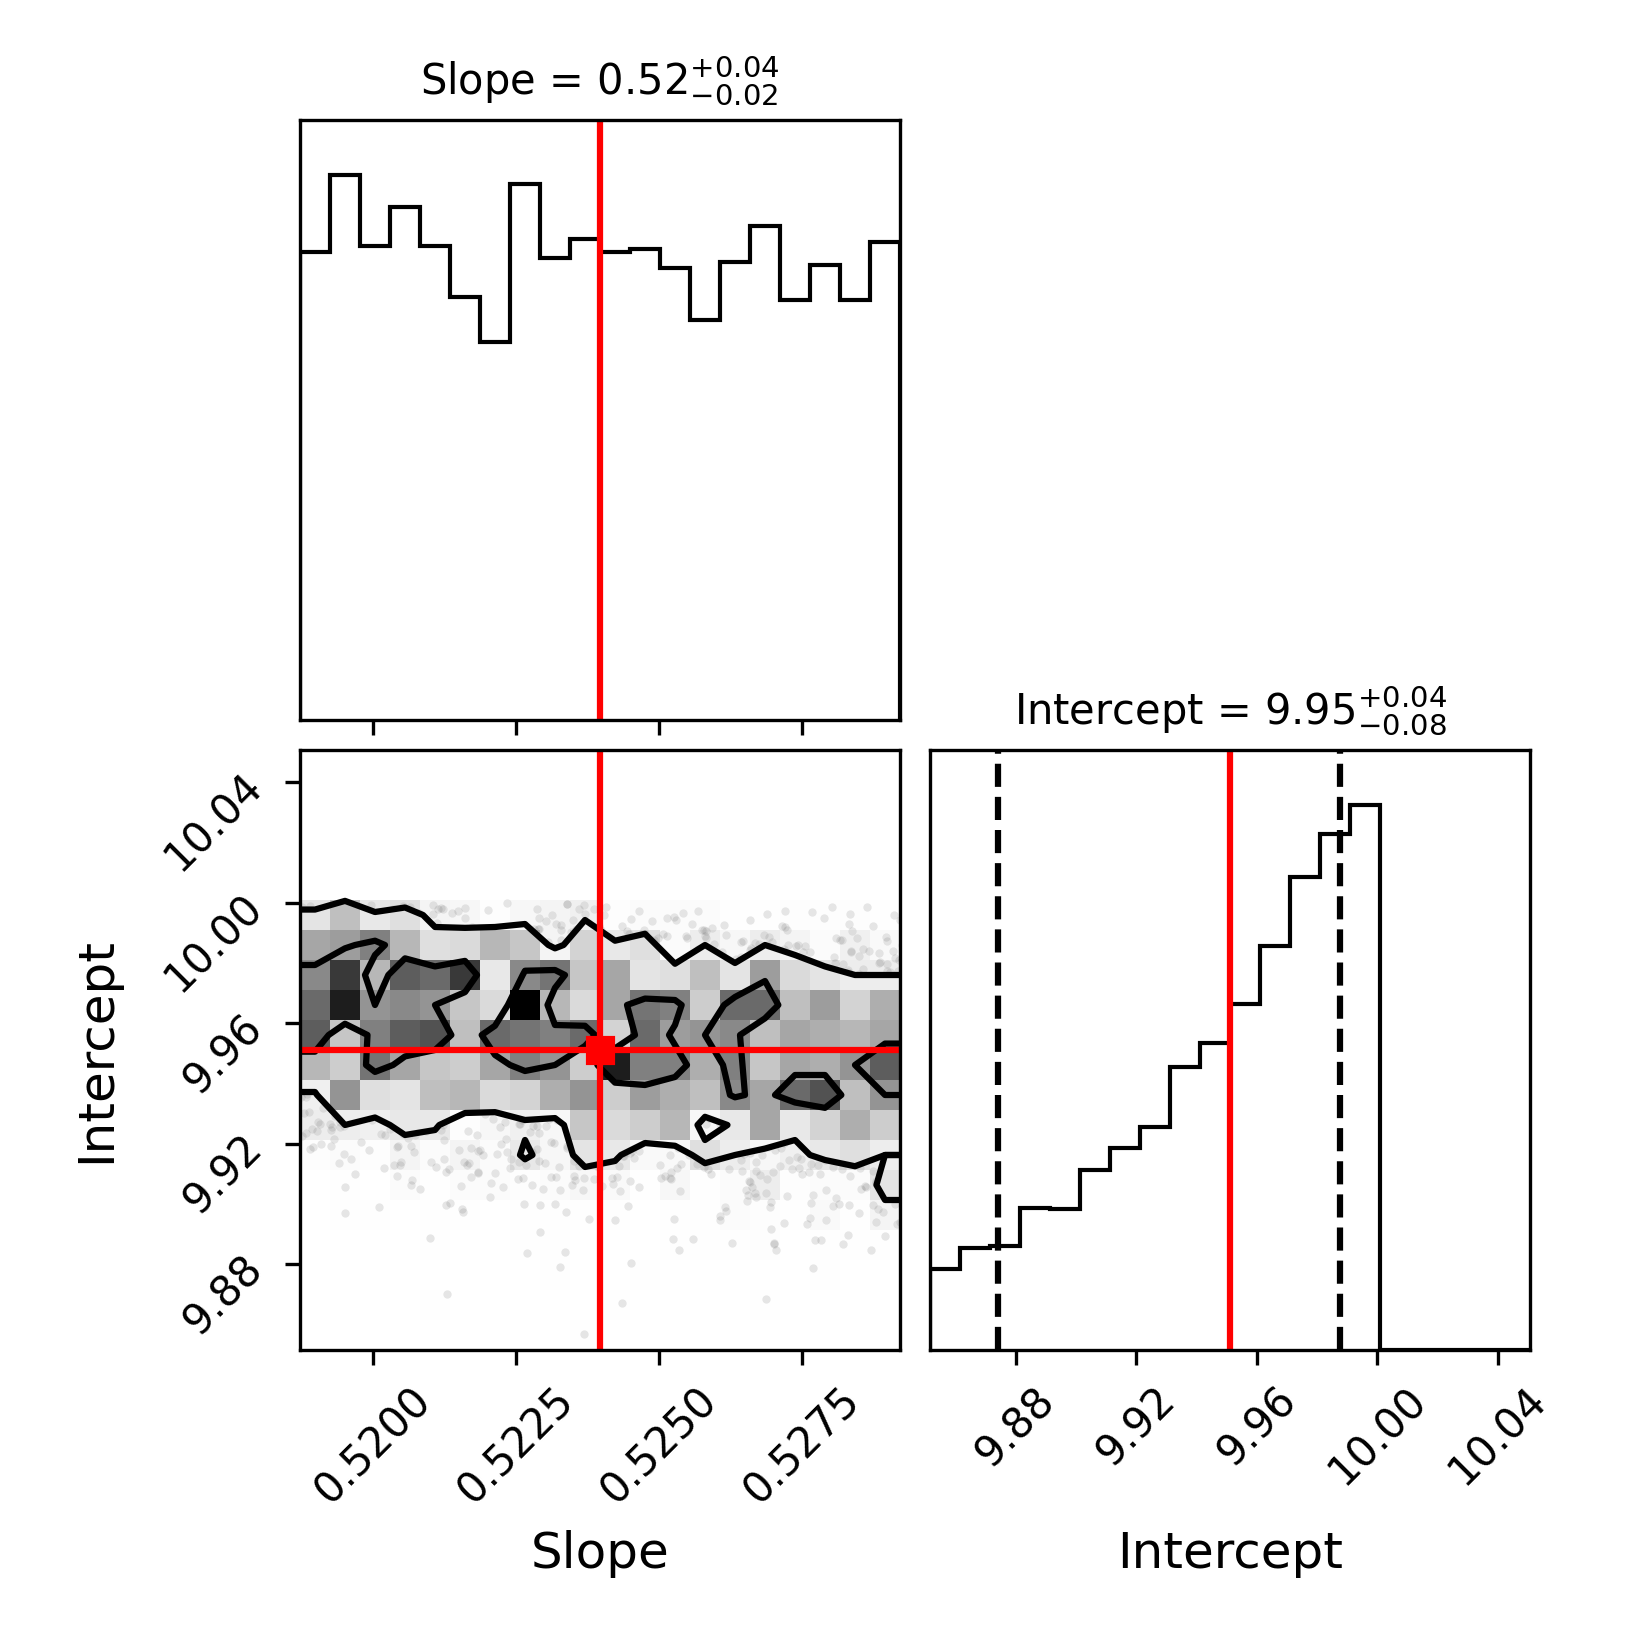 Slope = 0.52+0.04 −0.02
Intercept = 9.95+0.04 −0.08
Intercept
10.04
10.00
9.96
9.92
9.88
0.5200 0.5225 0.5250 0.5275
9.88 9.92 9.96 10.00 10.04
Slope
Intercept